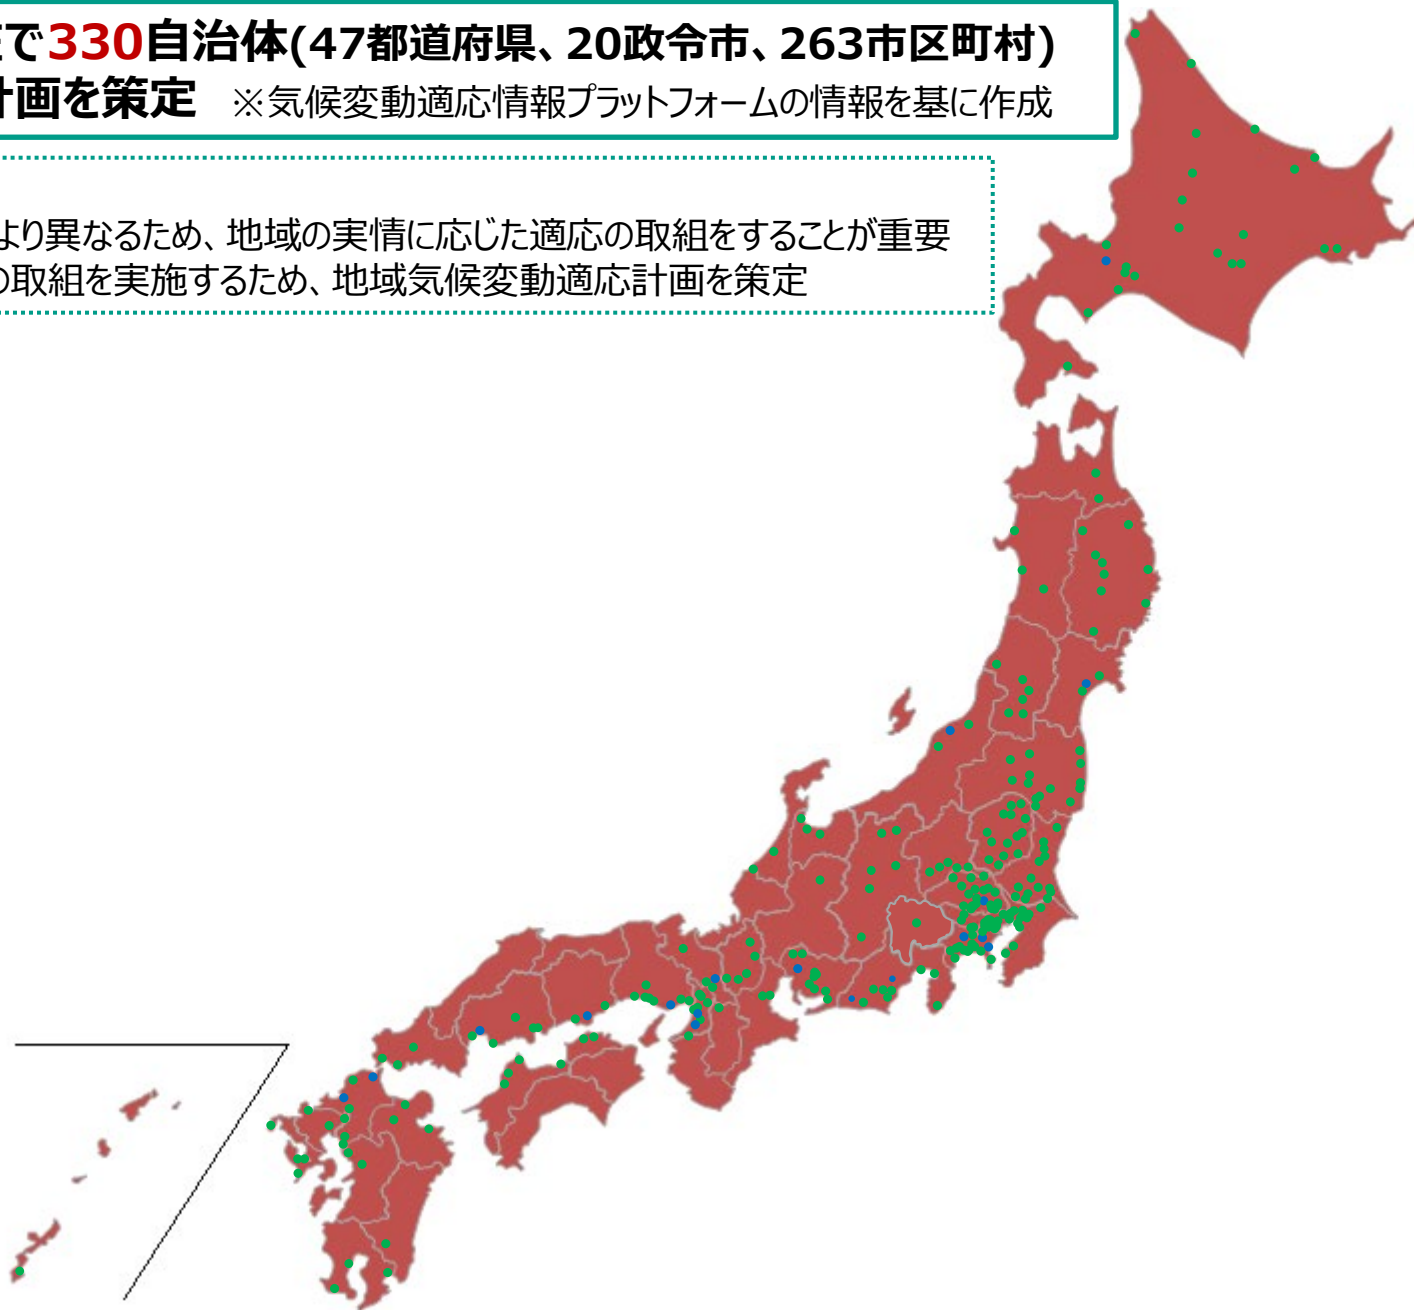 で330自治体(47都道府県、20政令市、263市区町村)
画を策定 ※気候変動適応情報プラットフォームの情報を基に作成
より異なるため、地域の実情に応じた適応の取組をすることが重要
の取組を実施するため、地域気候変動適応計画を策定